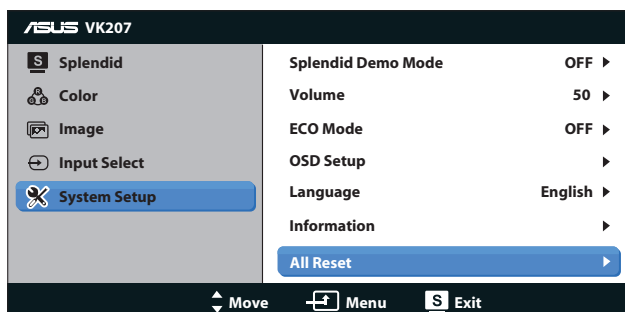 ASUS VK207
S Splendid
R G B Color
Image
Input Select
System Setup
Splendid Demo Mode OFF
Volume 50
ECO Mode OFF
OSD Setup
Language English
Information
All Reset
Move Menu S Exit